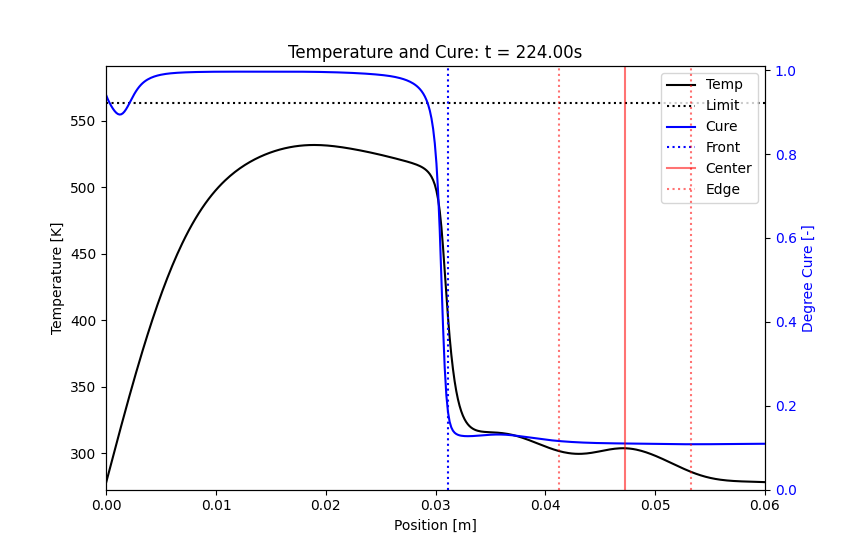 Temperature and Cure: t = 224.00s
Temperature [K]
550
500
450
400
350
300
Temp
Limit
Cure
Front
Center
Edge
1.0
0.8
0.6
0.4
0.2
0.0
Degree Cure [-]
0.00
0.01
0.02
0.03
0.04
0.05
0.06
Position [m]